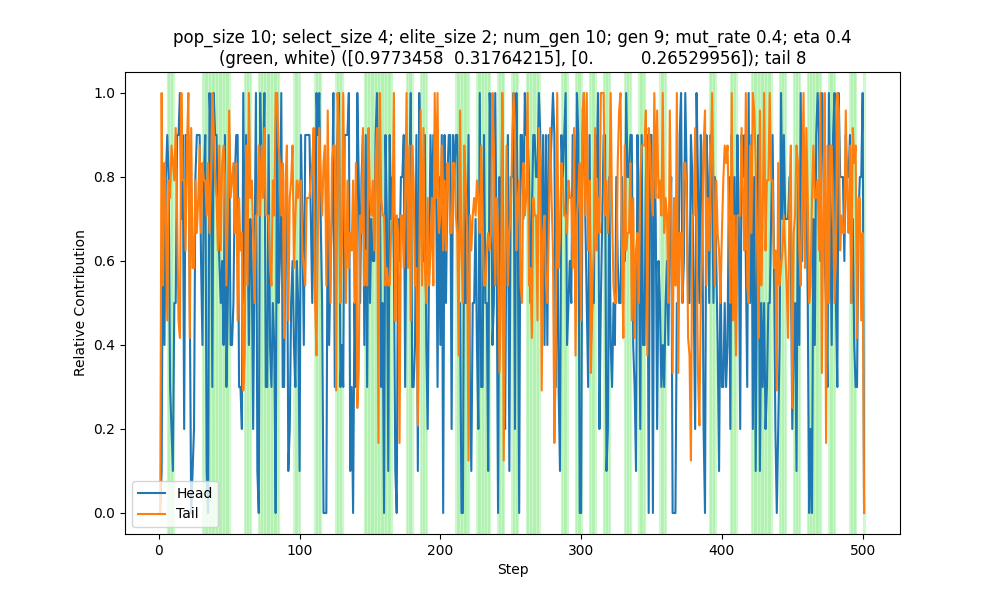 pop_size 10; select_size 4; elite_size 2; num_gen 10; gen 9; mut_rate 0.4; eta 0.4
(green, white) ([0.9773458  0.31764215], [0.         0.26529956]); tail 8
1.0
0.8
0.6
0.4
0.2
0.0
Relative Contribution
Head
Tail
0
100
200
300
400
500
Step